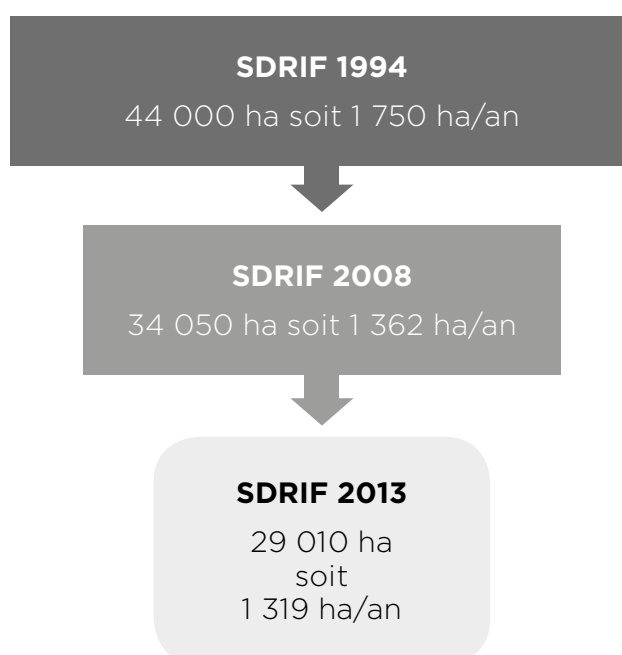 SDRIF 1994
44 000 ha soit 1 750 ha/an
SDRIF 2008
34 050 ha soit 1 362 ha/an
SDRIF 2013
29 010 ha
soit
1 319 ha/an